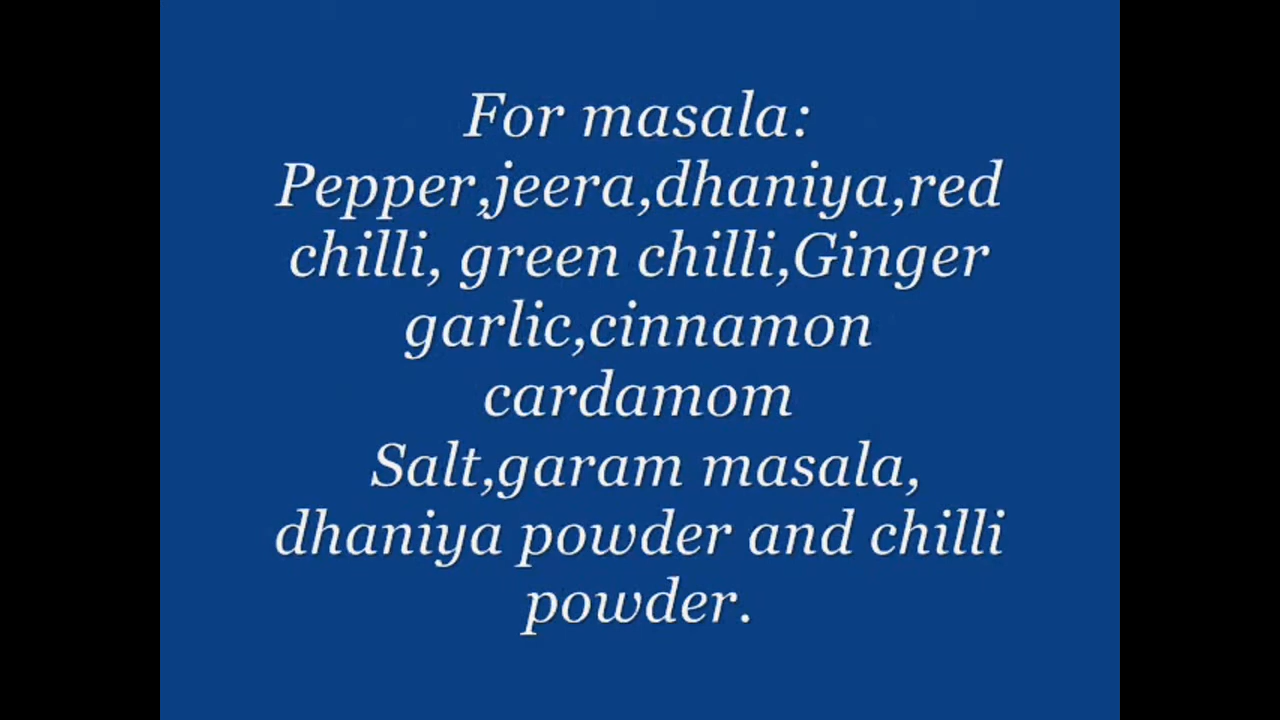 For masala:
Pepper,jeera,dhaniya,red
chilli, green chilli,Ginger
garlic,cinnamon
cardamom
Salt,garam masala,
dhaniya powder and chilli
powder.